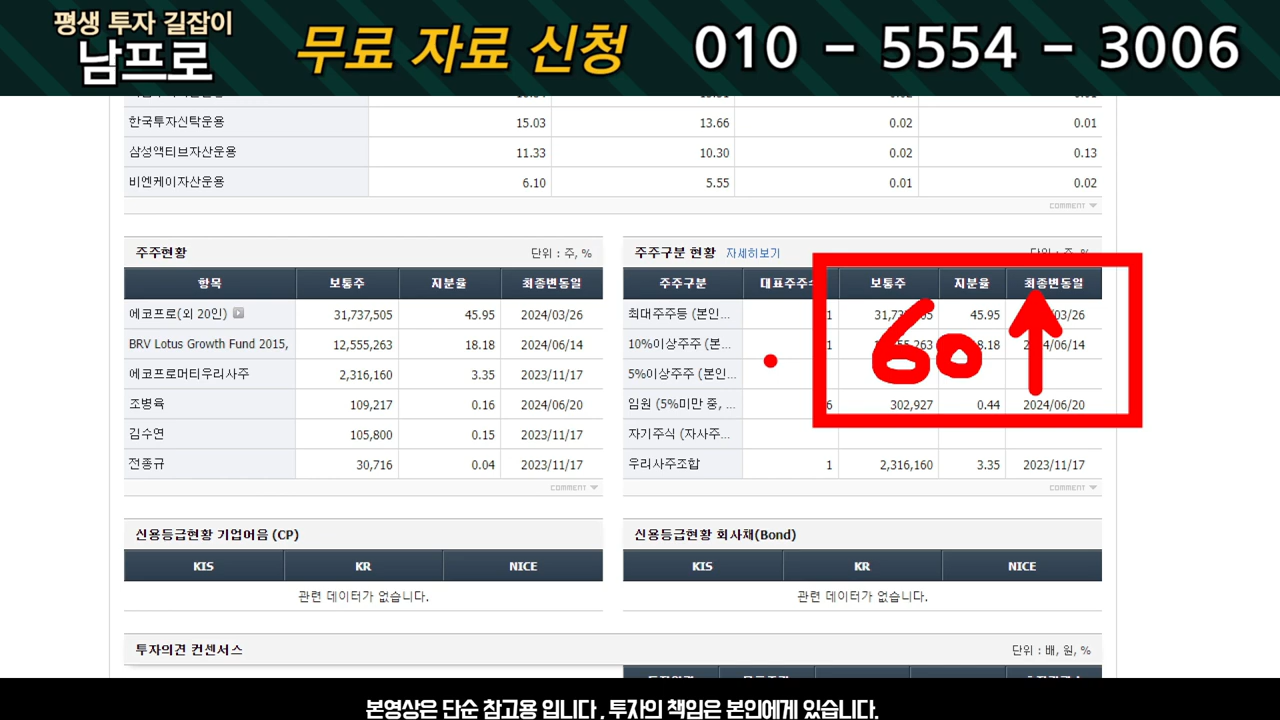 평생 투자 길잡이
남프로
무료 자료 신청
010 - 5554 - 3006
한국투자신탁운용 15.03 13.66 0.02 0.01
삼성액티브자산운용 11.33 10.30 0.02 0.13
비엔케이자산운용 6.10 5.55 0.01 0.02
COMMENT
주주현황 단위 : 주, %
항목 보통주 지분율 최종변동일
에코프로(외 20인) 31,737,505 45.95 2024/03/26
BRV Lotus Growth Fund 2015, 12,555,263 18.18 2024/06/14
에코프로머티우리사주 2,316,160 3.35 2023/11/17
조병욱 109,217 0.16 2024/06/20
김수연 105,800 0.15 2023/11/17
전종규 30,716 0.04 2023/11/17
COMMENT
주주구분 현황 자세히보기 단위 : 주, %
주주구분 대표주주수 보통주 지분율 최종변동일
최대주주등 (본인... 1 45.95
10%이상주주 (본... 1
5%이상주주 (본인...
임원 (5%미만 중, ... 6 302,927 0.44 2024/06/20
자기주식 (자사주...
우리사주조합 1 2,316,160 3.35 2023/11/17
COMMENT
60
신용등급현황 기업어음 (CP)
KIS KR NICE
관련 데이터가 없습니다.
신용등급현황 회사채(Bond)
KIS KR NICE
관련 데이터가 없습니다.
투자의견 컨센서스 단위 : 배, 원, %
본영상은 단순 참고용 입니다 , 투자의 책임은 본인에게 있습니다.